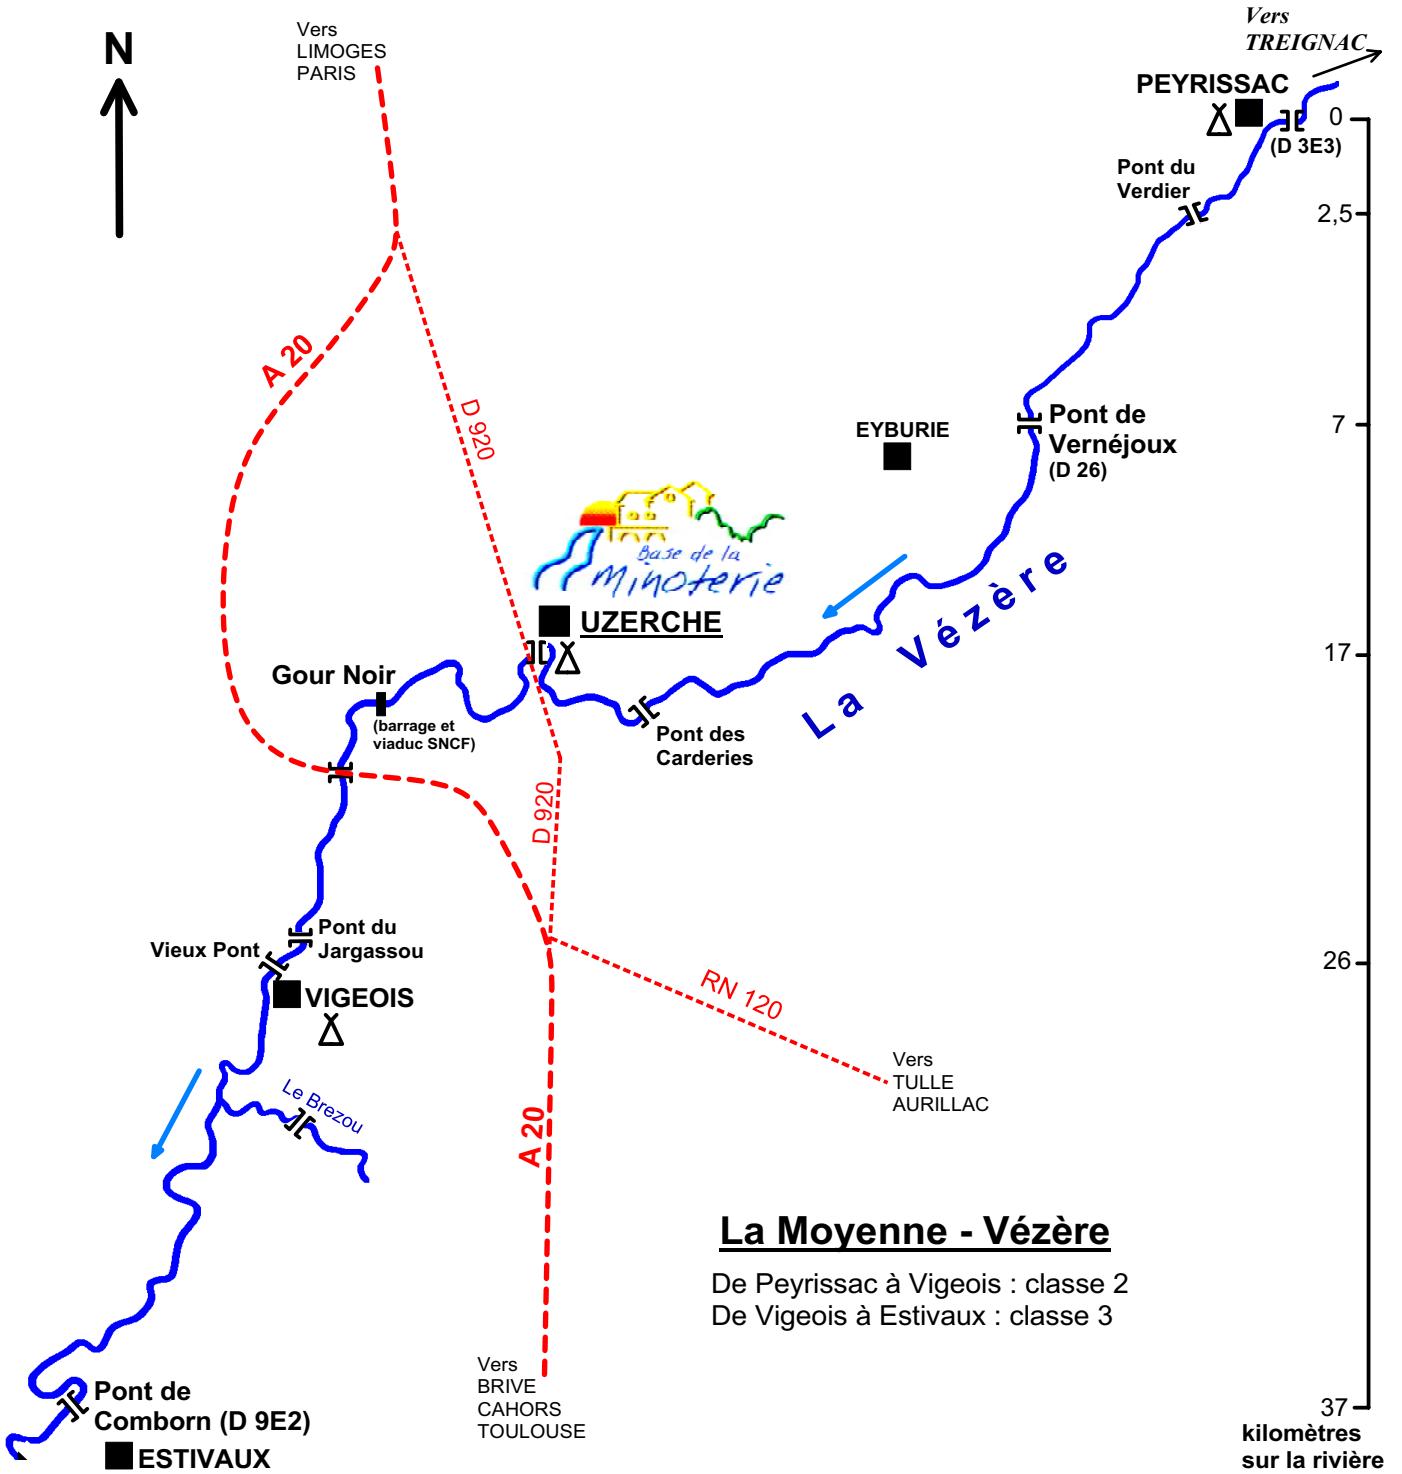 Vers
TREIGNAC
N
Vers
LIMOGES
PARIS
PEYRISSAC
0
(D 3E3)
Pont du
Verdier
2,5
A 20
D 920
EYBURIE
Pont de
Vernéjoux
(D 26)
7
Base de la
Minoterie
La Vézère
UZERCHE
17
Gour Noir
(barrage et
viaduc SNCF)
Pont des
Carderies
D 920
Pont du
Jargassou
Vieux Pont
26
VIGEOIS
RN 120
Vers
TULLE
AURILLAC
Le Brezou
A 20
La Moyenne - Vézère
De Peyrissac à Vigeois : classe 2
De Vigeois à Estivaux : classe 3
Vers
BRIVE
CAHORS
TOULOUSE
Pont de
Comborn (D 9E2)
ESTIVAUX
37
kilomètres
sur la rivière